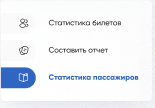 Статистика билетов
Составить отчет
Статистика пассажиров